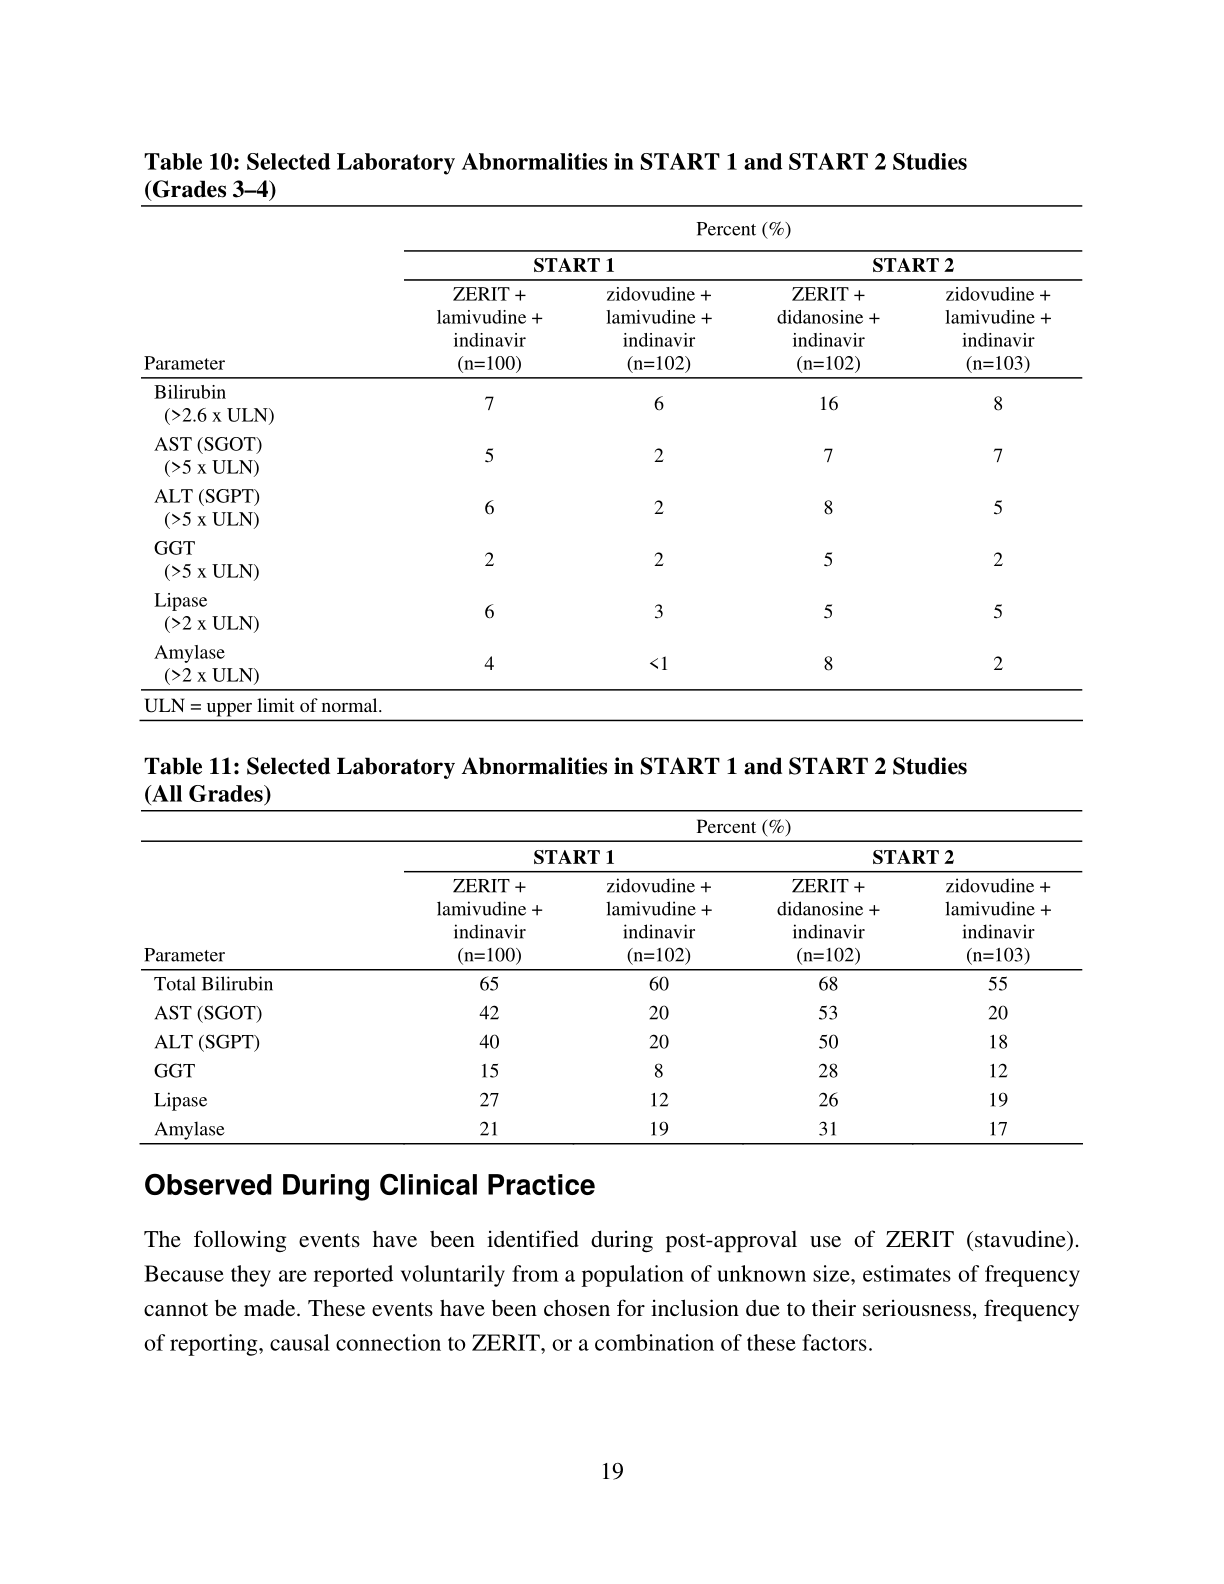 Table 10: Selected Laboratory Abnormalities in START 1 and START 2 Studies
(Grades 3–4)
Percent (%)
START 1 START 2
ZERIT + zidovudine + ZERIT + zidovudine +
lamivudine + lamivudine + didanosine + lamivudine +
indinavir indinavir indinavir indinavir
Parameter (n=100) (n=102) (n=102) (n=103)
Bilirubin
(>2.6 x ULN) 7 6 16 8
AST (SGOT)
(>5 x ULN) 5 2 7 7
ALT (SGPT)
(>5 x ULN) 6 2 8 5
GGT
(>5 x ULN) 2 2 5 2
Lipase
(>2 x ULN) 6 3 5 5
Amylase
(>2 x ULN) 4 <1 8 2
ULN = upper limit of normal.
Table 11: Selected Laboratory Abnormalities in START 1 and START 2 Studies
(All Grades)
Percent (%)
START 1 START 2
ZERIT + zidovudine + ZERIT + zidovudine +
lamivudine + lamivudine + didanosine + lamivudine +
indinavir indinavir indinavir indinavir
Parameter (n=100) (n=102) (n=102) (n=103)
Total Bilirubin 65 60 68 55
AST (SGOT) 42 20 53 20
ALT (SGPT) 40 20 50 18
GGT 15 8 28 12
Lipase 27 12 26 19
Amylase 21 19 31 17
Observed During Clinical Practice
The following events have been identified during post-approval use of ZERIT (stavudine).
Because they are reported voluntarily from a population of unknown size, estimates of frequency
cannot be made. These events have been chosen for inclusion due to their seriousness, frequency
of reporting, causal connection to ZERIT, or a combination of these factors.
19